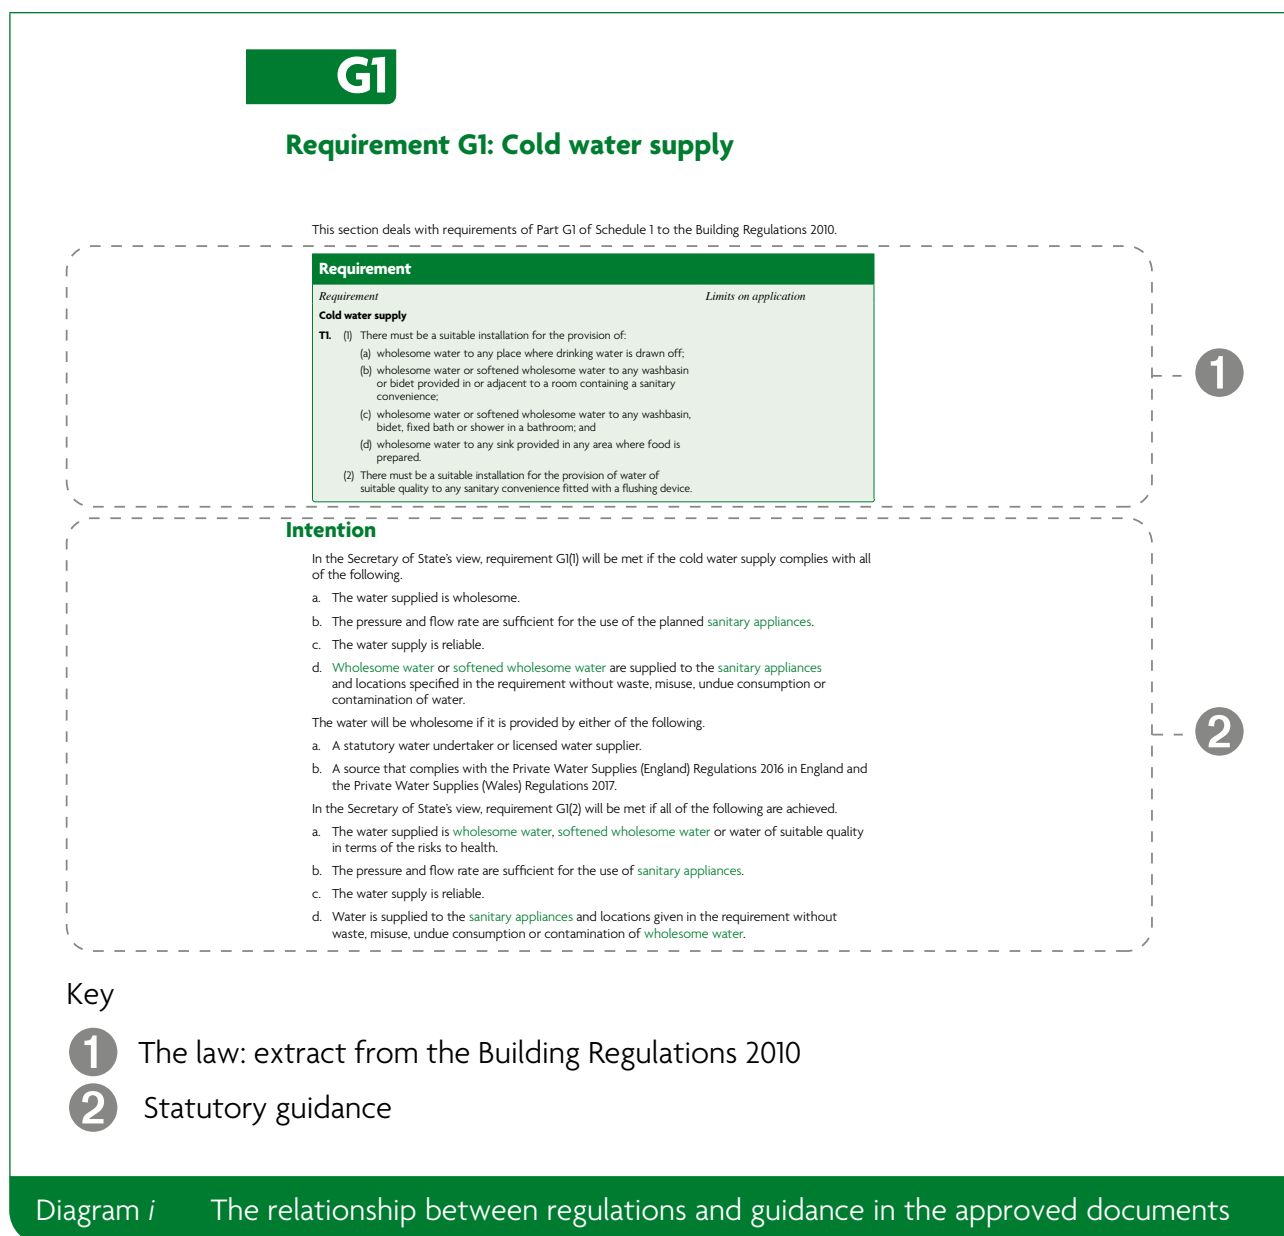 G1
Requirement G1: Cold water supply
This section deals with requirements of Part G1 of Schedule 1 to the Building Regulations 2010.
Requirement
Requirement Limits on application
Cold water supply
T1. (1) There must be a suitable installation for the provision of:
(a) wholesome water to any place where drinking water is drawn off;
(b) wholesome water or softened wholesome water to any washbasin
or bidet provided in or adjacent to a room containing a sanitary
convenience;
(c) wholesome water or softened wholesome water to any washbasin,
bidet, fixed bath or shower in a bathroom; and
(d) wholesome water to any sink provided in any area where food is
prepared.
(2) There must be a suitable installation for the provision of water of
suitable quality to any sanitary convenience fitted with a flushing device.
1
Intention
In the Secretary of State's view, requirement G1(1) will be met if the cold water supply complies with all
of the following.
a. The water supplied is wholesome.
b. The pressure and flow rate are sufficient for the use of the planned sanitary appliances.
c. The water supply is reliable.
d. Wholesome water or softened wholesome water are supplied to the sanitary appliances
and locations specified in the requirement without waste, misuse, undue consumption or
contamination of water.
The water will be wholesome if it is provided by either of the following.
a. A statutory water undertaker or licensed water supplier.
b. A source that complies with the Private Water Supplies (England) Regulations 2016 in England and
the Private Water Supplies (Wales) Regulations 2017.
In the Secretary of State's view, requirement G1(2) will be met if all of the following are achieved.
a. The water supplied is wholesome water, softened wholesome water or water of suitable quality
in terms of the risks to health.
b. The pressure and flow rate are sufficient for the use of sanitary appliances.
c. The water supply is reliable.
d. Water is supplied to the sanitary appliances and locations given in the requirement without
waste, misuse, undue consumption or contamination of wholesome water.
2
Key
1 The law: extract from the Building Regulations 2010
2 Statutory guidance
Diagram i The relationship between regulations and guidance in the approved documents